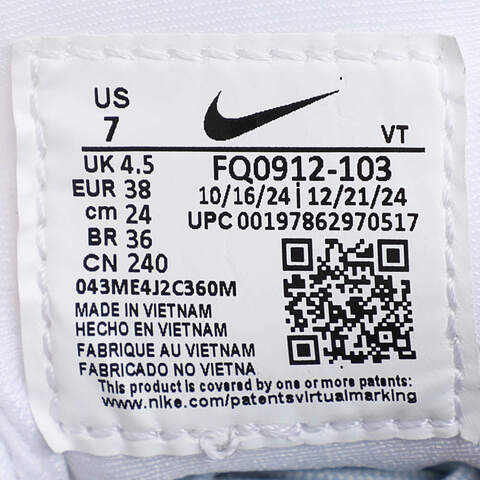 US
7
VT
UK 4.5
FQ0912-103
EUR 38
10/16/24 | 12/21/24
cm 24
UPC 00197862970517
BR 36
CN 240
043ME4J2C360M
MADE IN VIETNAM
HECHO EN VIETNAM
FABRIQUE AU VIETNAM
FABRICADO NO VIETNA
This product is covered by one or more patents:
www.nike.com/patentsvirtualmarking